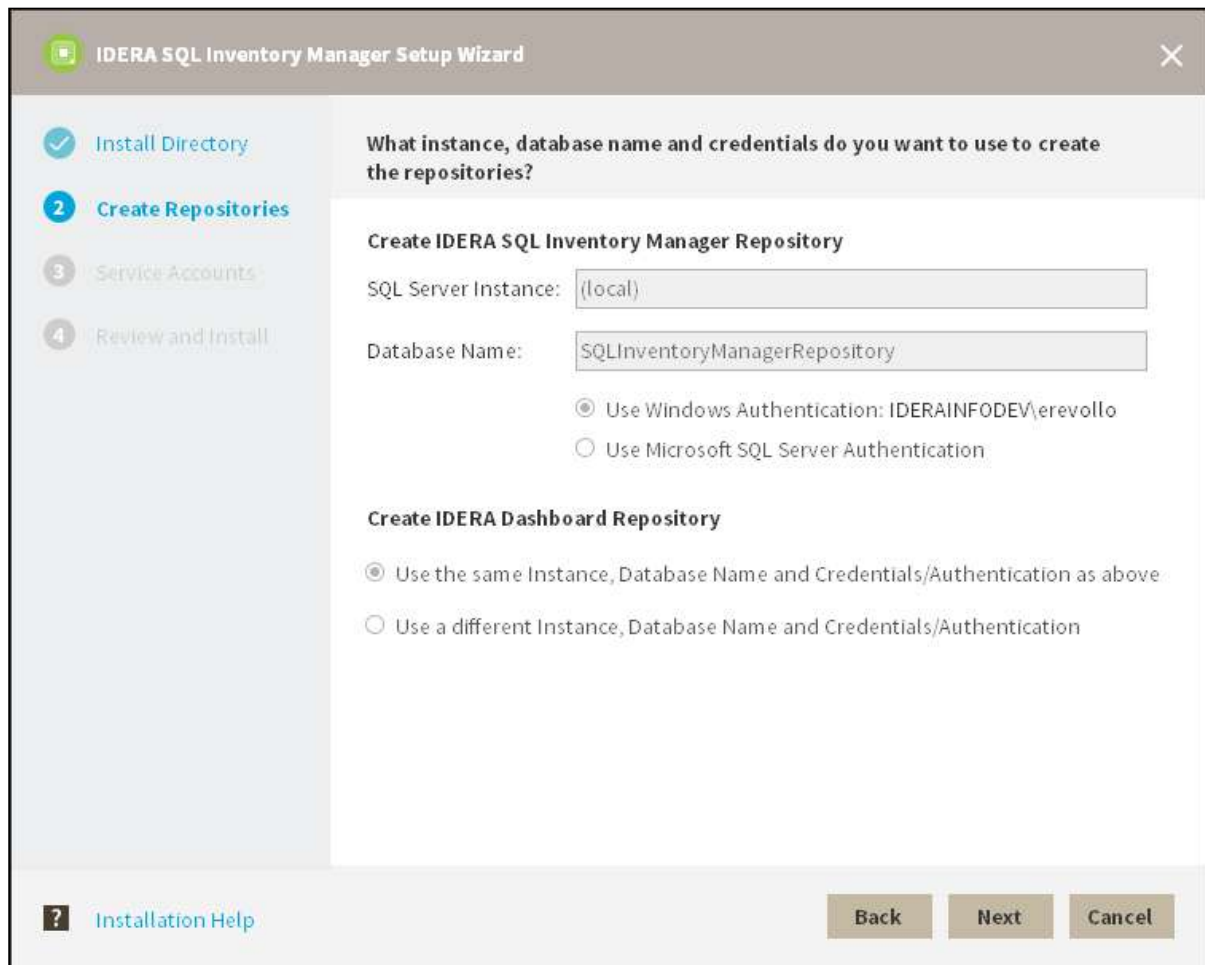 IDERA SQL Inventory Manager Setup Wizard
Install Directory
2 Create Repositories
3 Service Accounts
4 Review and Install
What instance, database name and credentials do you want to use to create
the repositories?
Create IDERA SQL Inventory Manager Repository
SQL Server Instance: (local)
Database Name: SQLInventoryManagerRepository
Use Windows Authentication: IDERAINFODEV\erevollo
Use Microsoft SQL Server Authentication
Create IDERA Dashboard Repository
Use the same Instance, Database Name and Credentials/Authentication as above
Use a different Instance, Database Name and Credentials/Authentication
? Installation Help
Back Next Cancel